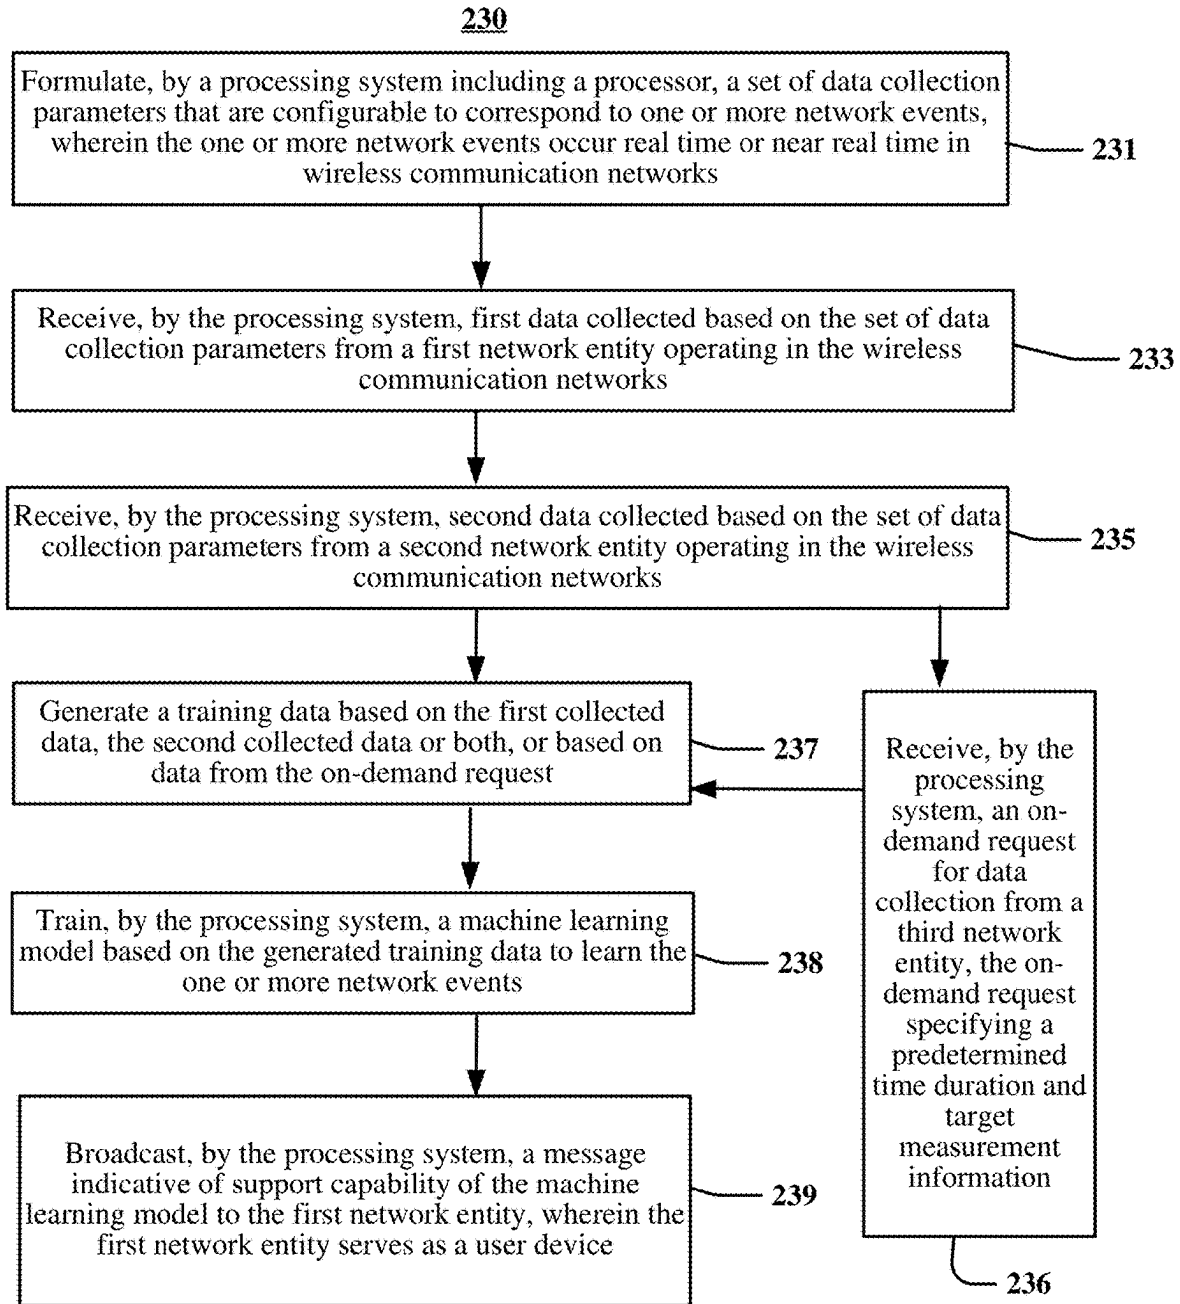 230
Formulate, by a processing system including a processor, a set of data collection
parameters that are configurable to correspond to one or more network events,
wherein the one or more network events occur real time or near real time in
wireless communication networks
231
Receive, by the processing system, first data collected based on the set of data
collection parameters from a first network entity operating in the wireless
communication networks
233
Receive, by the processing system, second data collected based on the set of data
collection parameters from a second network entity operating in the wireless
communication networks
235
Generate a training data based on the first collected
data, the second collected data or both, or based on
data from the on-demand request
237
Receive, by the
processing
system, an on-
demand request
for data
collection from a
third network
entity, the on-
demand request
specifying a
predetermined
time duration and
target
measurement
information
236
Train, by the processing system, a machine learning
model based on the generated training data to learn the
one or more network events
238
Broadcast, by the processing system, a message
indicative of support capability of the machine
learning model to the first network entity, wherein the
first network entity serves as a user device
239